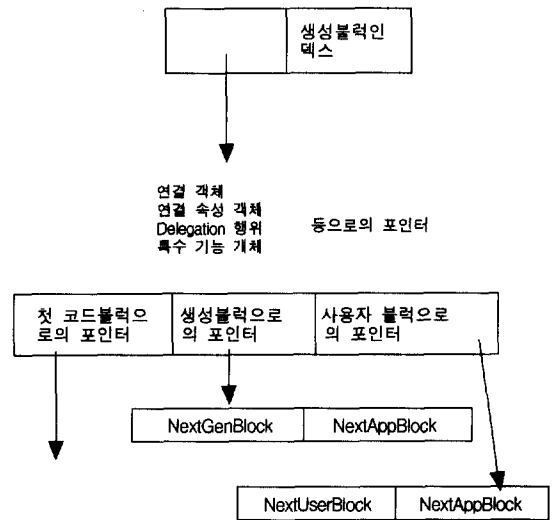 생성블럭인
덱스
연결 객체
연결 속성 객체
Delegation 행위
특수 기능 개체
등으로의 포인터
첫 코드블럭으
로의 포인터
생성블럭으로
의 포인터
사용자 블럭으로
의 포인터
NextGenBlock
NextAppBlock
NextUserBlock
NextAppBlock